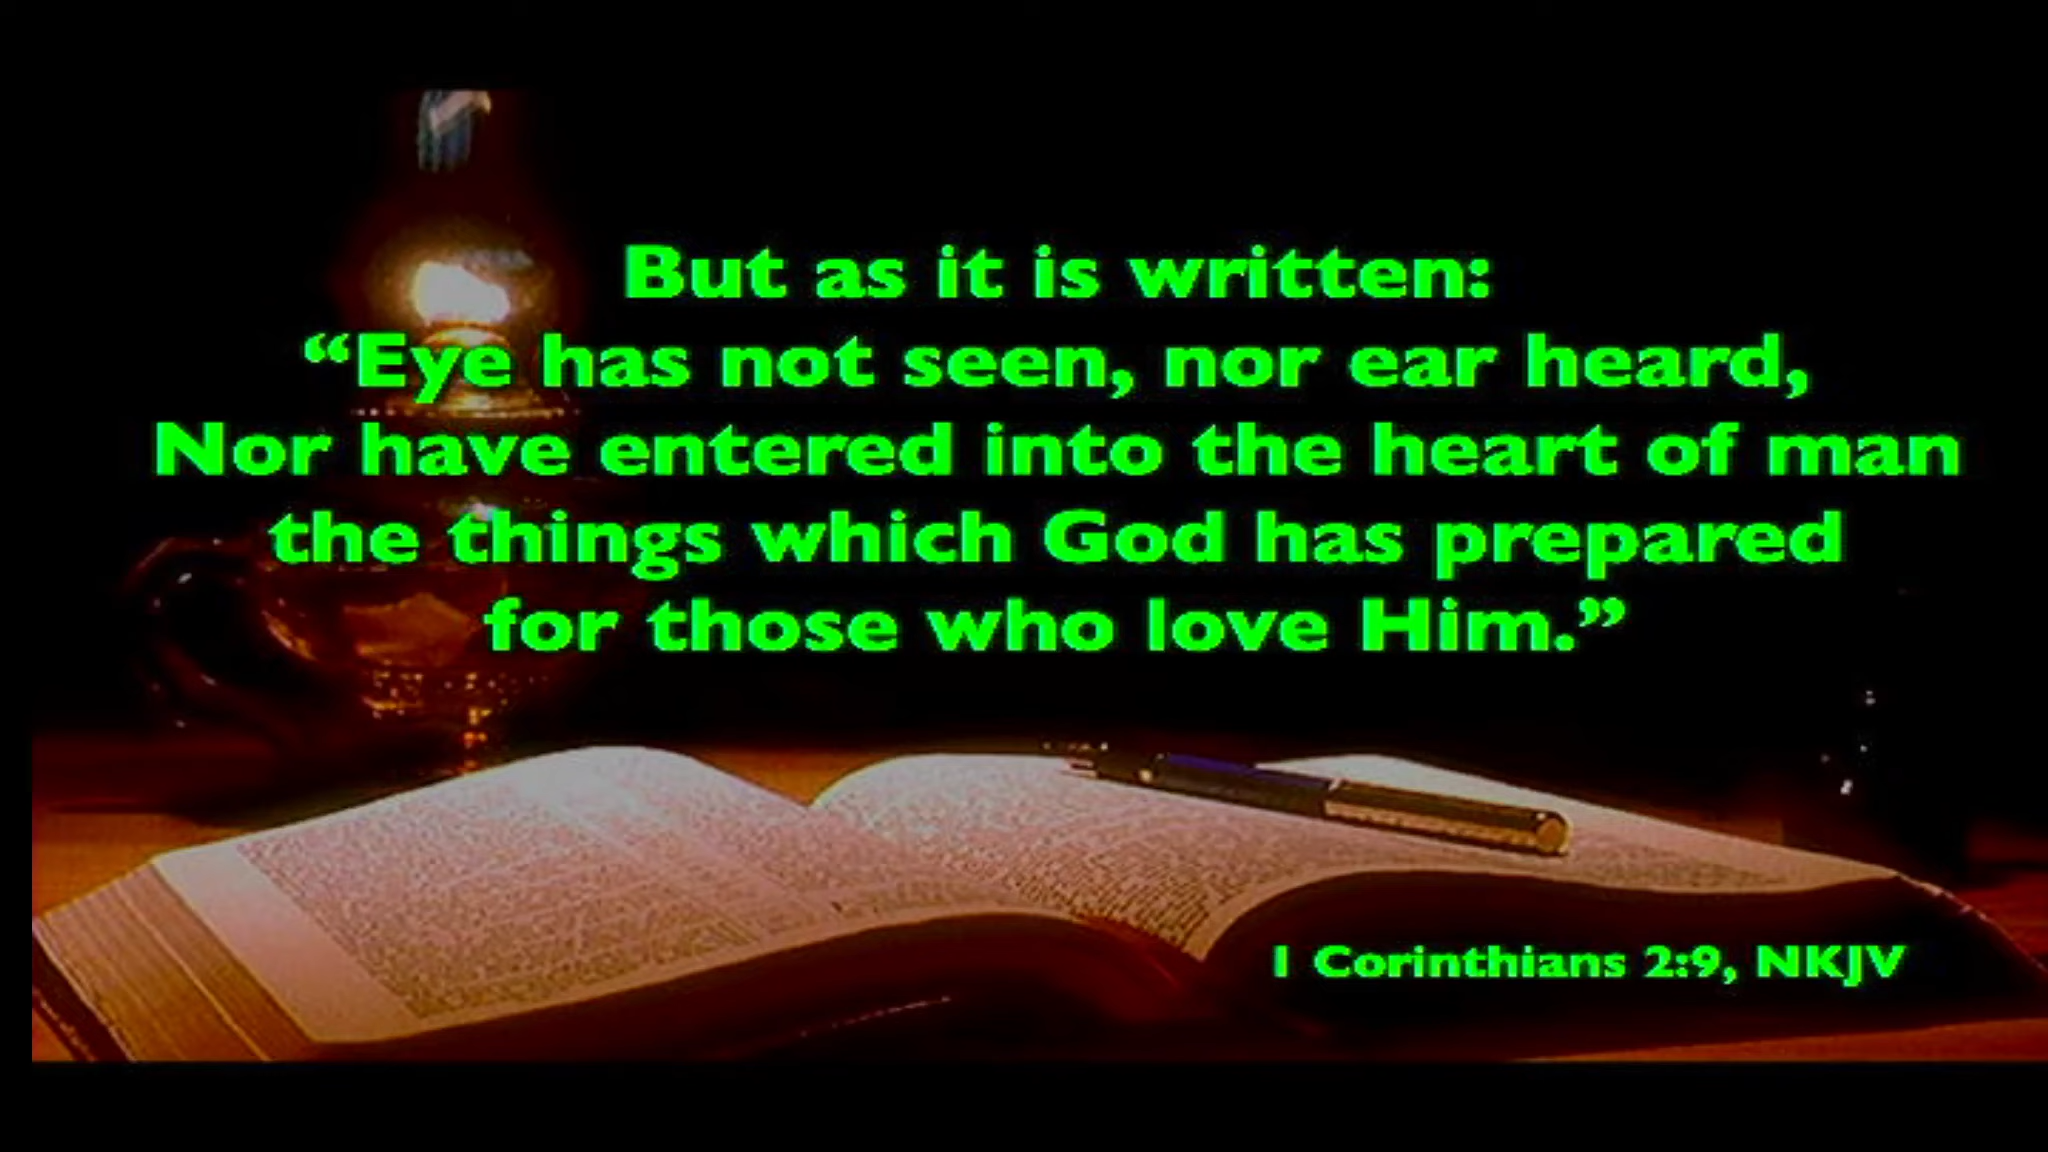 But as it is written:
“Eye has not seen, nor ear heard,
Nor have entered into the heart of man
the things which God has prepared
for those who love Him.”
1 Corinthians 2:9, NKJV